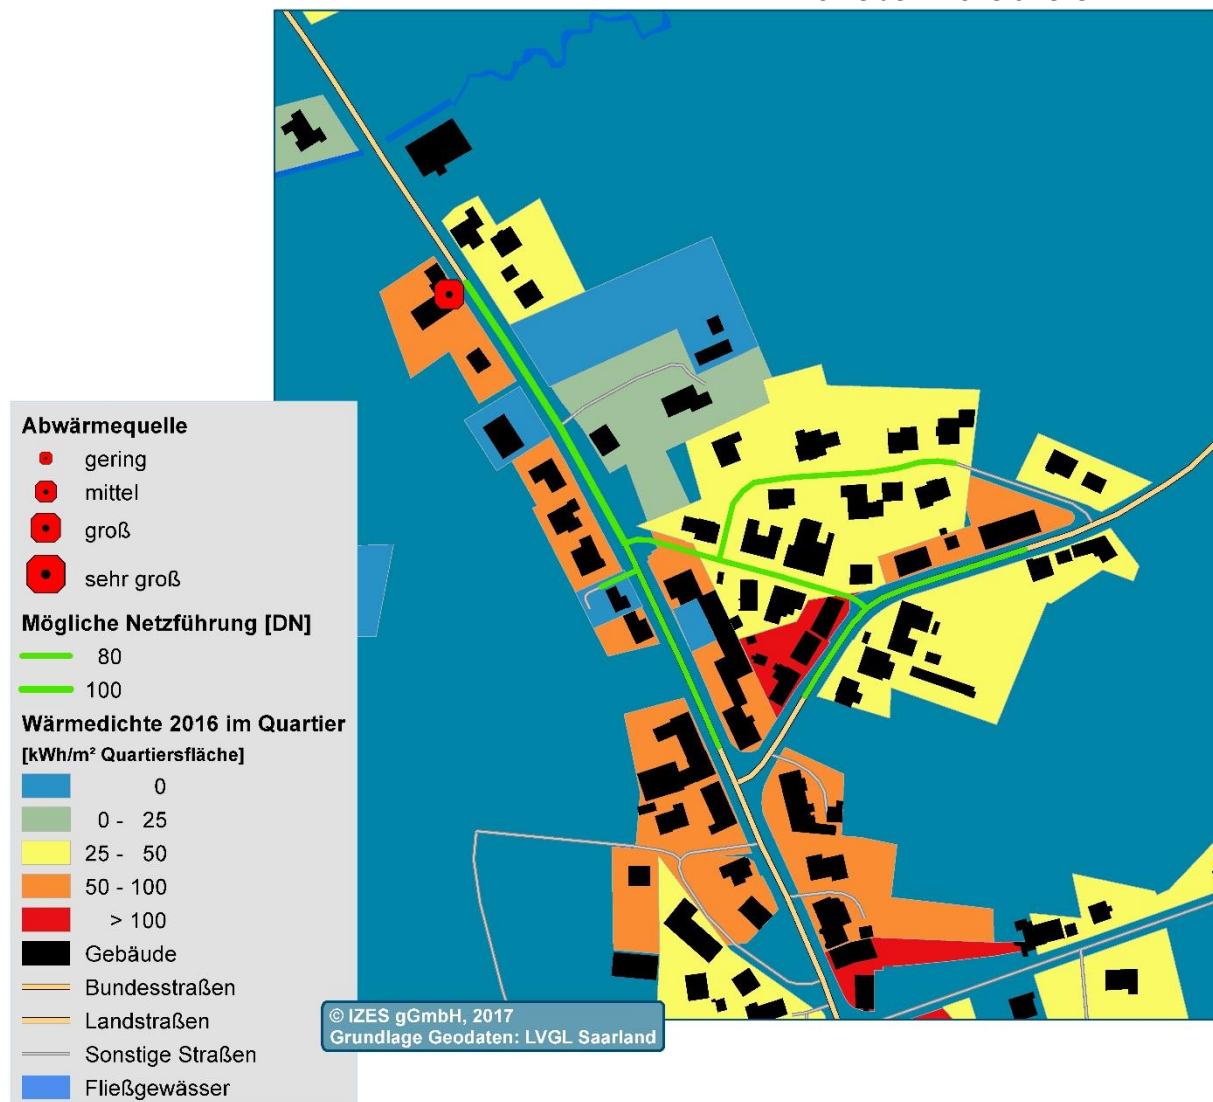 Abwärmequelle
gering
mittel
groß
sehr groß
Mögliche Netzführung [DN]
80
100
Wärmedichte 2016 im Quartier
[kWh/m² Quartiersfläche]
0
0 - 25
25 - 50
50 - 100
> 100
Gebäude
Bundesstraßen
Landstraßen
Sonstige Straßen
Fließgewässer
© IZES gGmbH, 2017
Grundlage Geodaten: LVGL Saarland